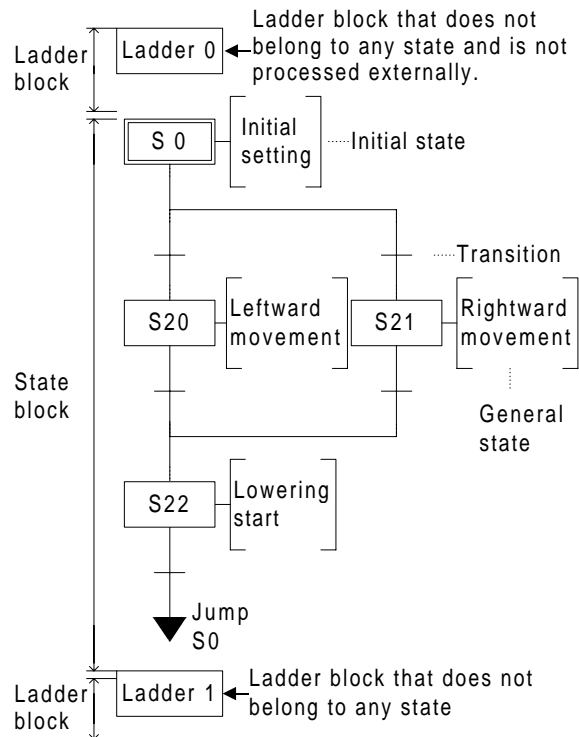 Ladder block that does not
belong to any state and is not
processed externally.
Ladder
block
Ladder 0
S 0
Initial
setting
Initial state
Transition
S20
Leftward
movement
S21
Rightward
movement
State
block
General
state
S22
Lowering
start
Jump
S0
Ladder
block
Ladder 1
Ladder block that does not
belong to any state